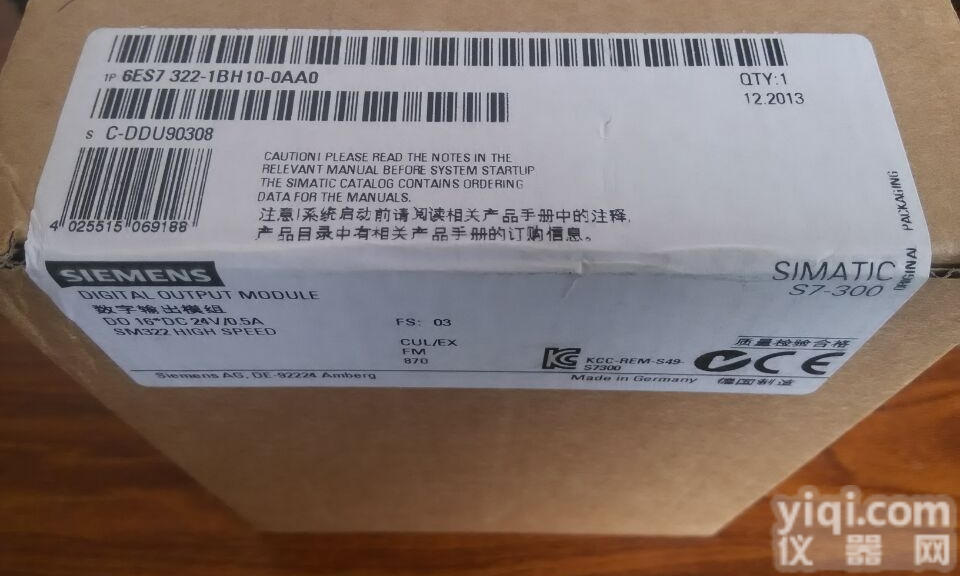 1P 6ES7 322-1BH10-0AA0
QTY:1
12.2013
S C-DDU90308
4 025515 069188
CAUTION! PLEASE READ THE NOTES IN THE
RELEVANT MANUAL BEFORE SYSTEM STARTUP
THE SIMATIC CATALOG CONTAINS ORDERING
DATA FOR THE MANUALS.
注意!系统启动前请阅读相关产品手册中的注释,
产品目录中有相关产品手册的订购信息。
ORIGINAL PACKAGING
SIEMENS
SIMATIC
S7-300
DIGITAL OUTPUT MODULE
数字输出模组
DO 16*DC 24V/0.5A
SM322 HIGH SPEED
FS: 03
CUL/EX
FM
870
KCC-REM-S49-
S7300
质量检验合格
CE
Siemens AG, DE-92224 Amberg
Made in Germany
德国制造
yiqi.com
仪器网